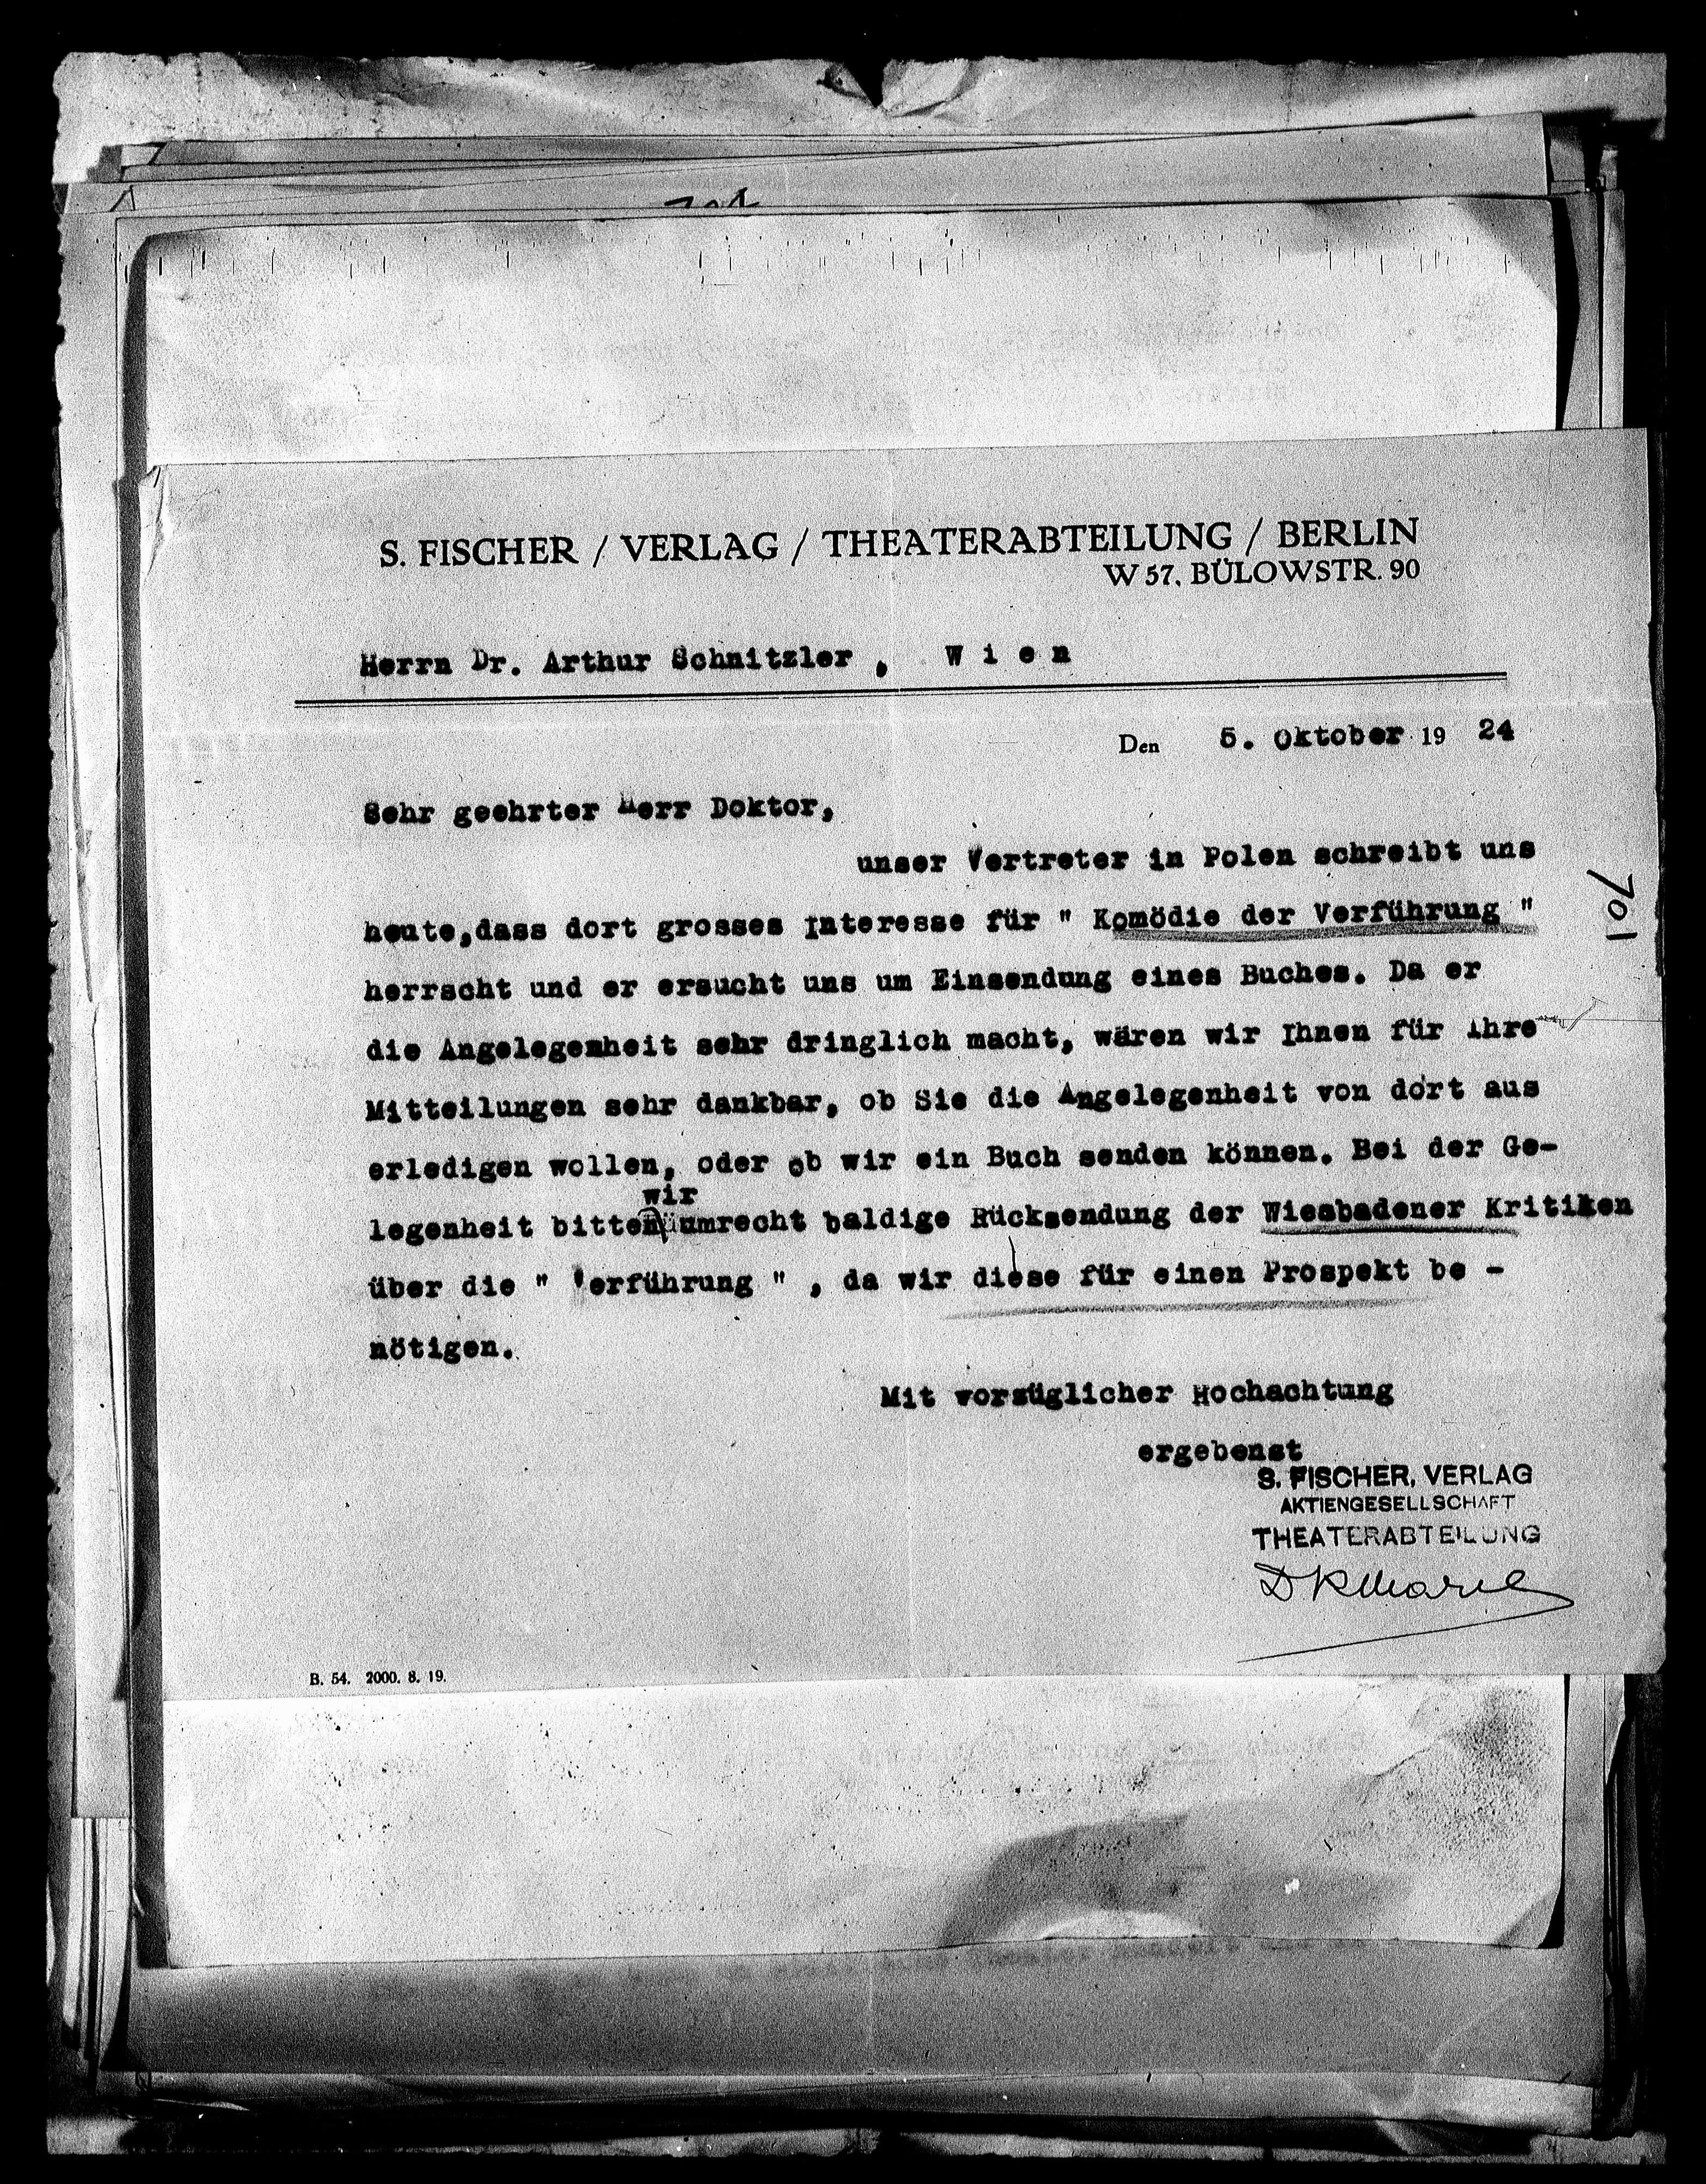 S. FISCHER / VERLAG / THEATERABTEILUNG / BERLIN
W 57, BÜLOWSTR. 90
Herrn Dr. Arthur Schnitzler , W i e n
Den 5. Oktober 19 24
Sehr geehrter Herr Doktor,
unser Vertreter in Polen schreibt uns
heute,dass dort grosses Interesse für " Komödie der Verführung "
herrscht und er ersucht uns um Einsendung eines Buches. Da er
die Angelegenheit sehr dringlich macht, wären wir Ihnen für Ihre
Mitteilungen sehr dankbar, ob Sie die Angelegenheit von dort aus
erledigen wollen, oder ob wir ein Buch senden können. Bei der Ge-
wir
legenheit bitten umrecht baldige Rücksendung der Wiesbadener Kritiken
über die " Verführung " , da wir diese für einen Prospekt be -
nötigen.
Mit vorzüglicher Hochachtung
ergebenst
S. FISCHER, VERLAG
AKTIENGESELLSCHAFT
THEATERABTEILUNG
B. 54. 2000. 8. 19.
701